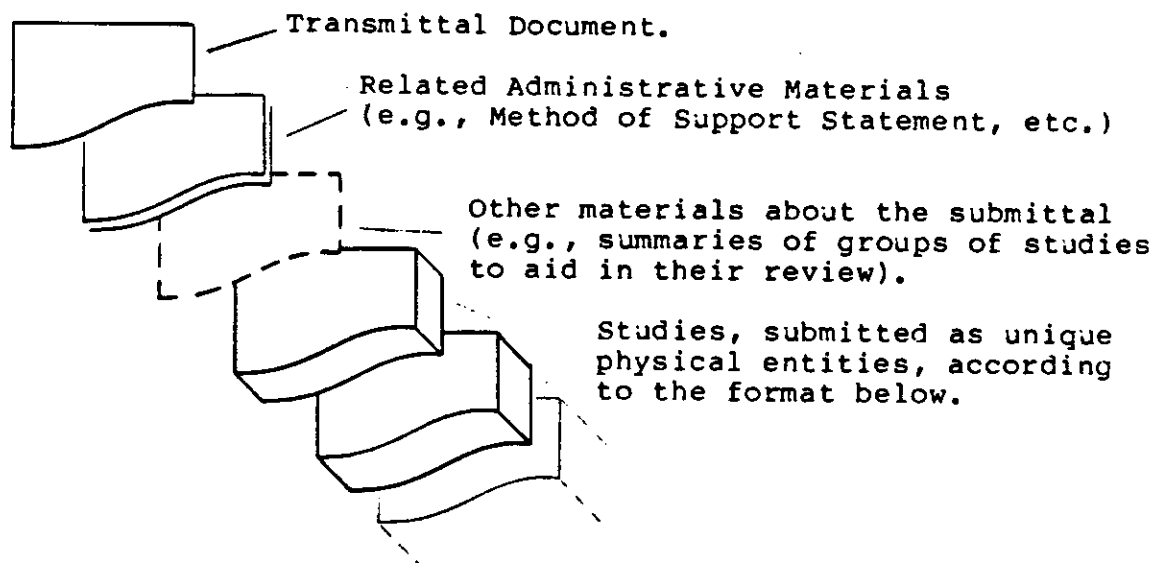 Transmittal Document.
Related Administrative Materials
(e.g., Method of Support Statement, etc.)
Other materials about the submittal
(e.g., summaries of groups of studies
to aid in their review).
Studies, submitted as unique
physical entities, according
to the format below.